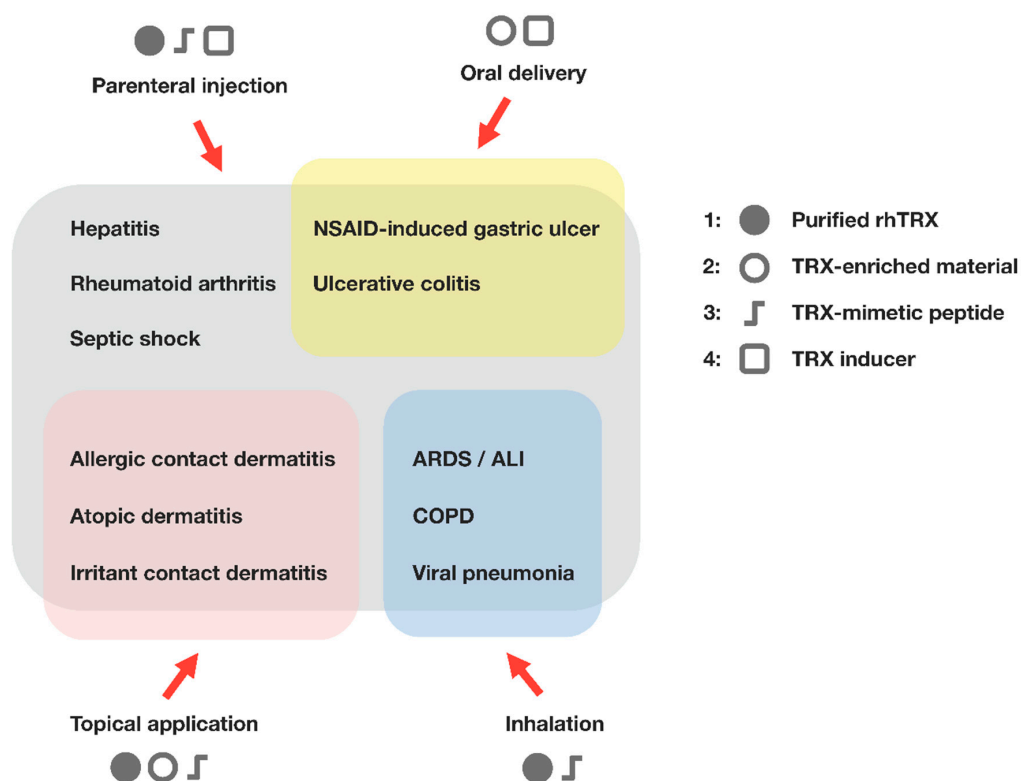 Parenteral injection
Oral delivery
Hepatitis
Rheumatoid arthritis
Septic shock
NSAID-induced gastric ulcer
Ulcerative colitis
Allergic contact dermatitis
Atopic dermatitis
Irritant contact dermatitis
ARDS / ALI
COPD
Viral pneumonia
Topical application
Inhalation
1: Purified rhTRX
2: TRX-enriched material
3: TRX-mimetic peptide
4: TRX inducer